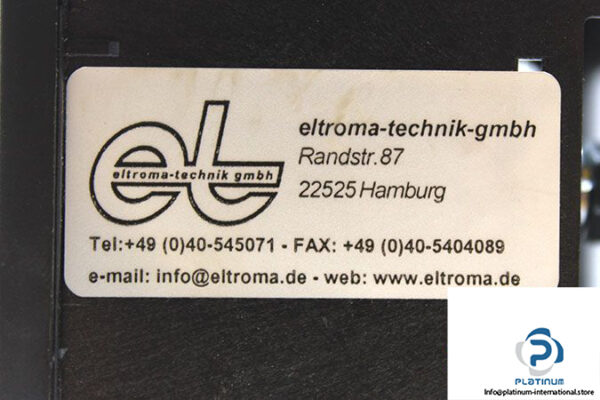 eltroma-technik gmbh
eltroma-technik-gmbh
Randstr. 87
22525 Hamburg
Tel:+49 (0)40-545071 - FAX: +49 (0)40-5404089
e-mail: info@eltroma.de - web: www.eltroma.de
PLATINUM
Info@platinum-international.store